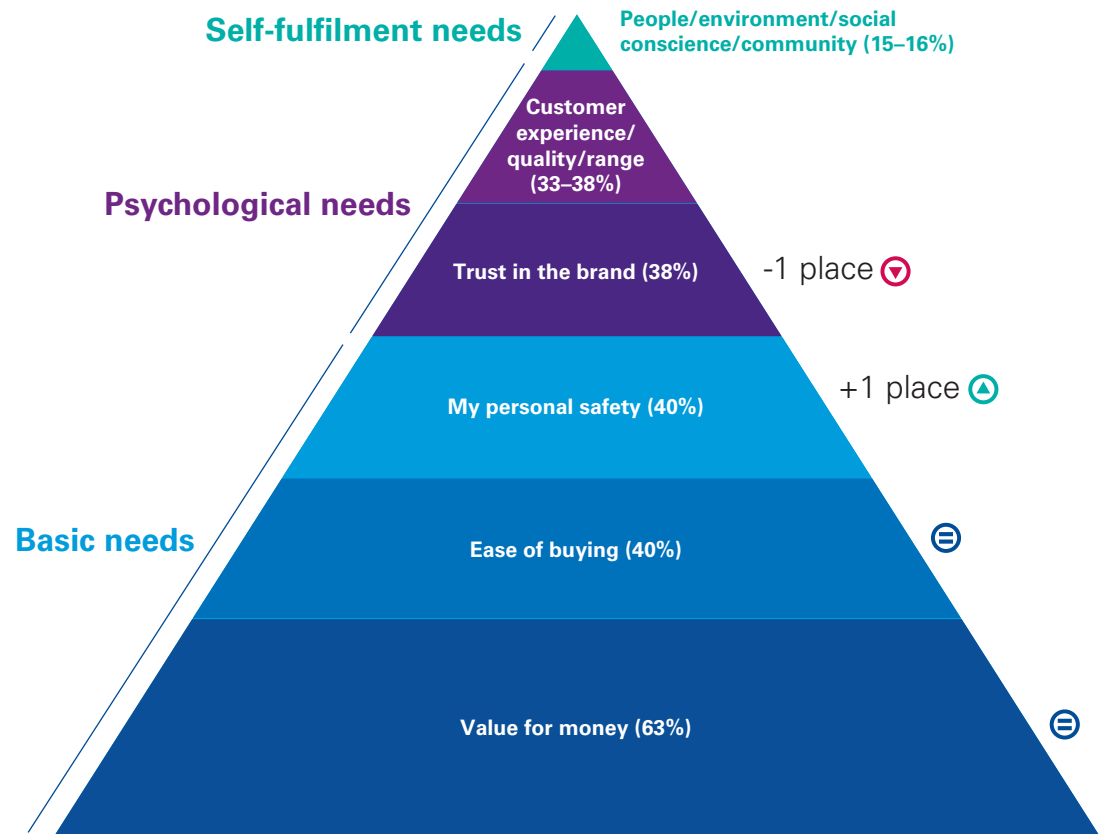 Self-fulfilment needs
People/environment/social
conscience/community (15–16%)
Customer
experience/
quality/range
(33–38%)
Psychological needs
Trust in the brand (38%)
-1 place
My personal safety (40%)
+1 place
Basic needs
Ease of buying (40%)
Value for money (63%)